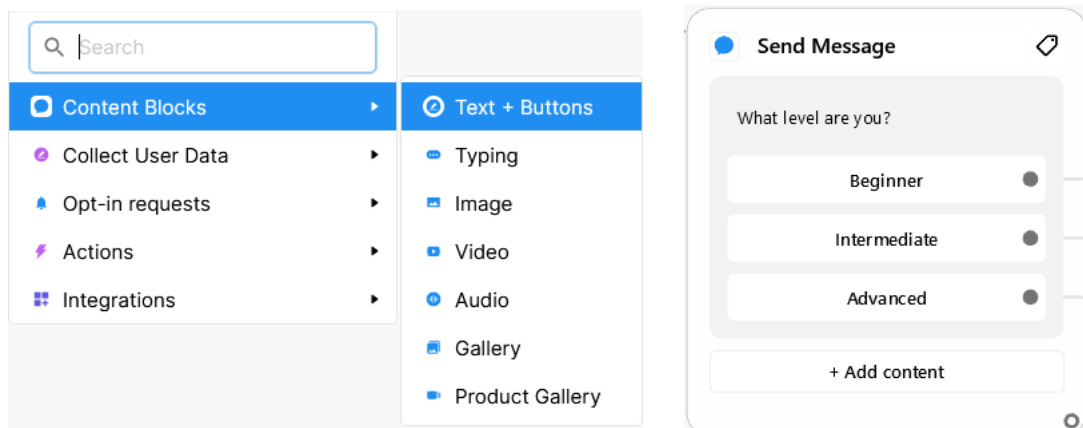 Search
Content Blocks
Collect User Data
Opt-in requests
Actions
Integrations
Text + Buttons
Typing
Image
Video
Audio
Gallery
Product Gallery
Send Message
What level are you?
Beginner
Intermediate
Advanced
+ Add content